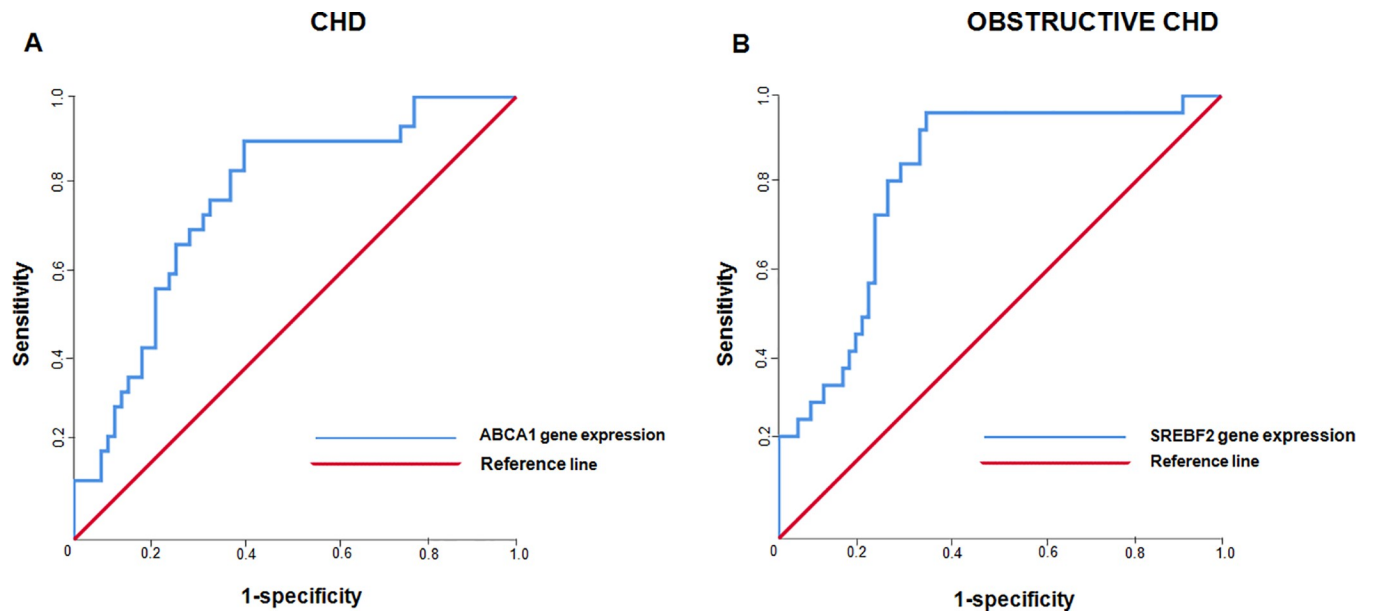 CHD
A
1.0
0.8
0.6
0.4
0.2
Sensitivity
ABCA1 gene expression
Reference line
0 0.2 0.4 0.6 0.8 1.0
1-specificity
OBSTRUCTIVE CHD
B
1.0
0.8
0.6
0.4
0.2
Sensitivity
SREBF2 gene expression
Reference line
0 0.2 0.4 0.6 0.8 1.0
1-specificity